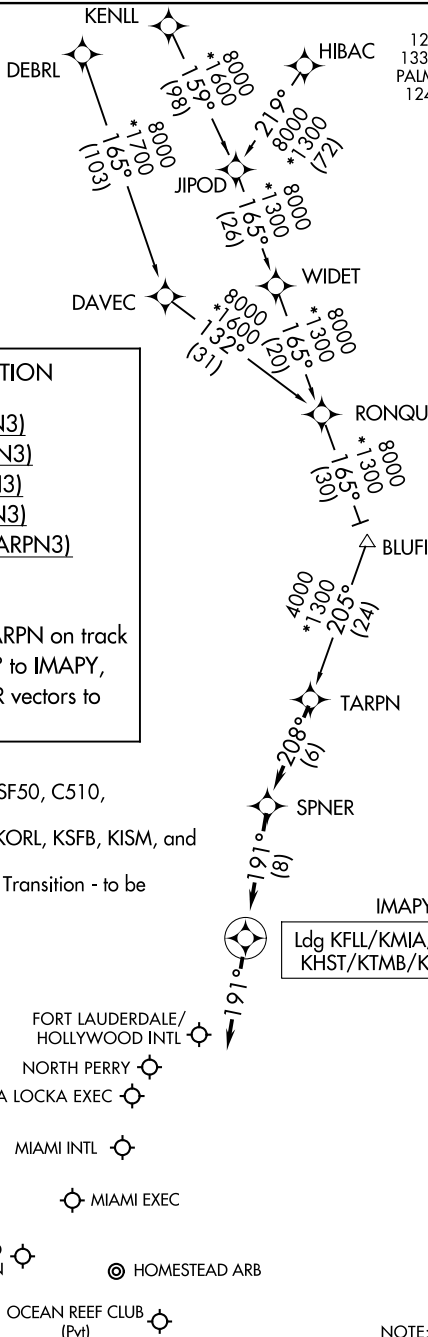 KENLL
DEBRL
HIBAC
12
133
PALM
124
8000
*1600
159°
(98)
219°
8000
*1300
(72)
8000
*1700
165°
(103)
JIPOD
8000
*1300
165°
(26)
WIDET
DAVEC
8000
*1600
132°
(31)
8000
*1300
165°
(20)
TION
N3)
N3)
N3)
N3)
ARPN3)
RONQU
8000
*1300
165°
(30)
BLUFI
4000
*1300
205°
(24)
ARPN on track
° to IMAPY,
R vectors to
TARPN
208°
(6)
SF50, C510,
SPNER
KORL, KSFB, KISM, and
191°
(8)
Transition - to be
IMAPY
Ldg KFLL/KMIA/
KHST/KTMB/K
191°
FORT LAUDERDALE/
HOLLYWOOD INTL
NORTH PERRY
A LOCKA EXEC
MIAMI INTL
MIAMI EXEC
N
HOMESTEAD ARB
OCEAN REEF CLUB
(Pvt)
NOTE: